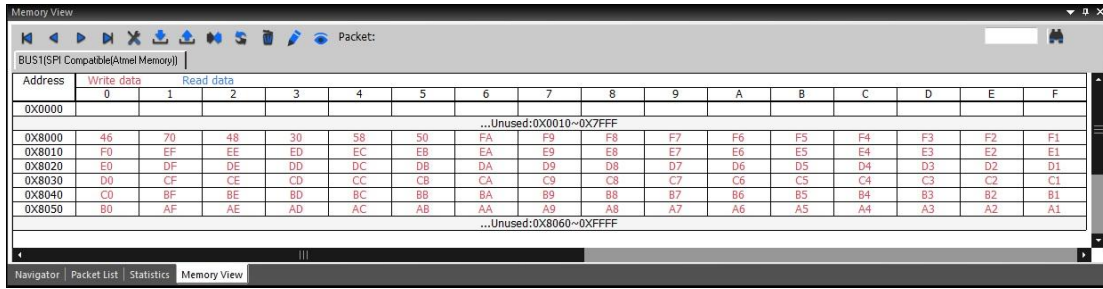 Memory View
Packet:
BUS1(SPI Compatible(Atmel Memory))
Address Write data Read data
0 1 2 3 4 5 6 7 8 9 A B C D E F
0X0000
...Unused:0X0010~0X7FFF
0X8000 46 70 48 30 58 50 FA F9 F8 F7 F6 F5 F4 F3 F2 F1
0X8010 F0 EF EE ED EC EB EA E9 E8 E7 E6 E5 E4 E3 E2 E1
0X8020 E0 DF DE DD DC DB DA D9 D8 D7 D6 D5 D4 D3 D2 D1
0X8030 D0 CF CE CD CC CB CA C9 C8 C7 C6 C5 C4 C3 C2 C1
0X8040 C0 BF BE BD BC BB BA B9 B8 B7 B6 B5 B4 B3 B2 B1
0X8050 B0 AF AE AD AC AB AA A9 A8 A7 A6 A5 A4 A3 A2 A1
...Unused:0X8060~0XFFFF
Navigator Packet List Statistics Memory View